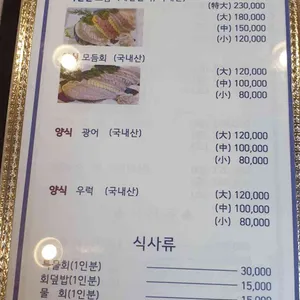 (特大) 230,000
(大) 180,000
(中) 150,000
(小) 120,000
모듬회 (국내산)
(大) 120,000
(中) 100,000
(小) 80,000
양식 광어 (국내산)
(大) 120,000
(中) 100,000
(小) 80,000
양식 우럭 (국내산)
(大) 120,000
(中) 100,000
(小) 80,000
식사류
(1인분) 30,000
회덮밥(1인분) 15,000
물 회(1인분) 15,000